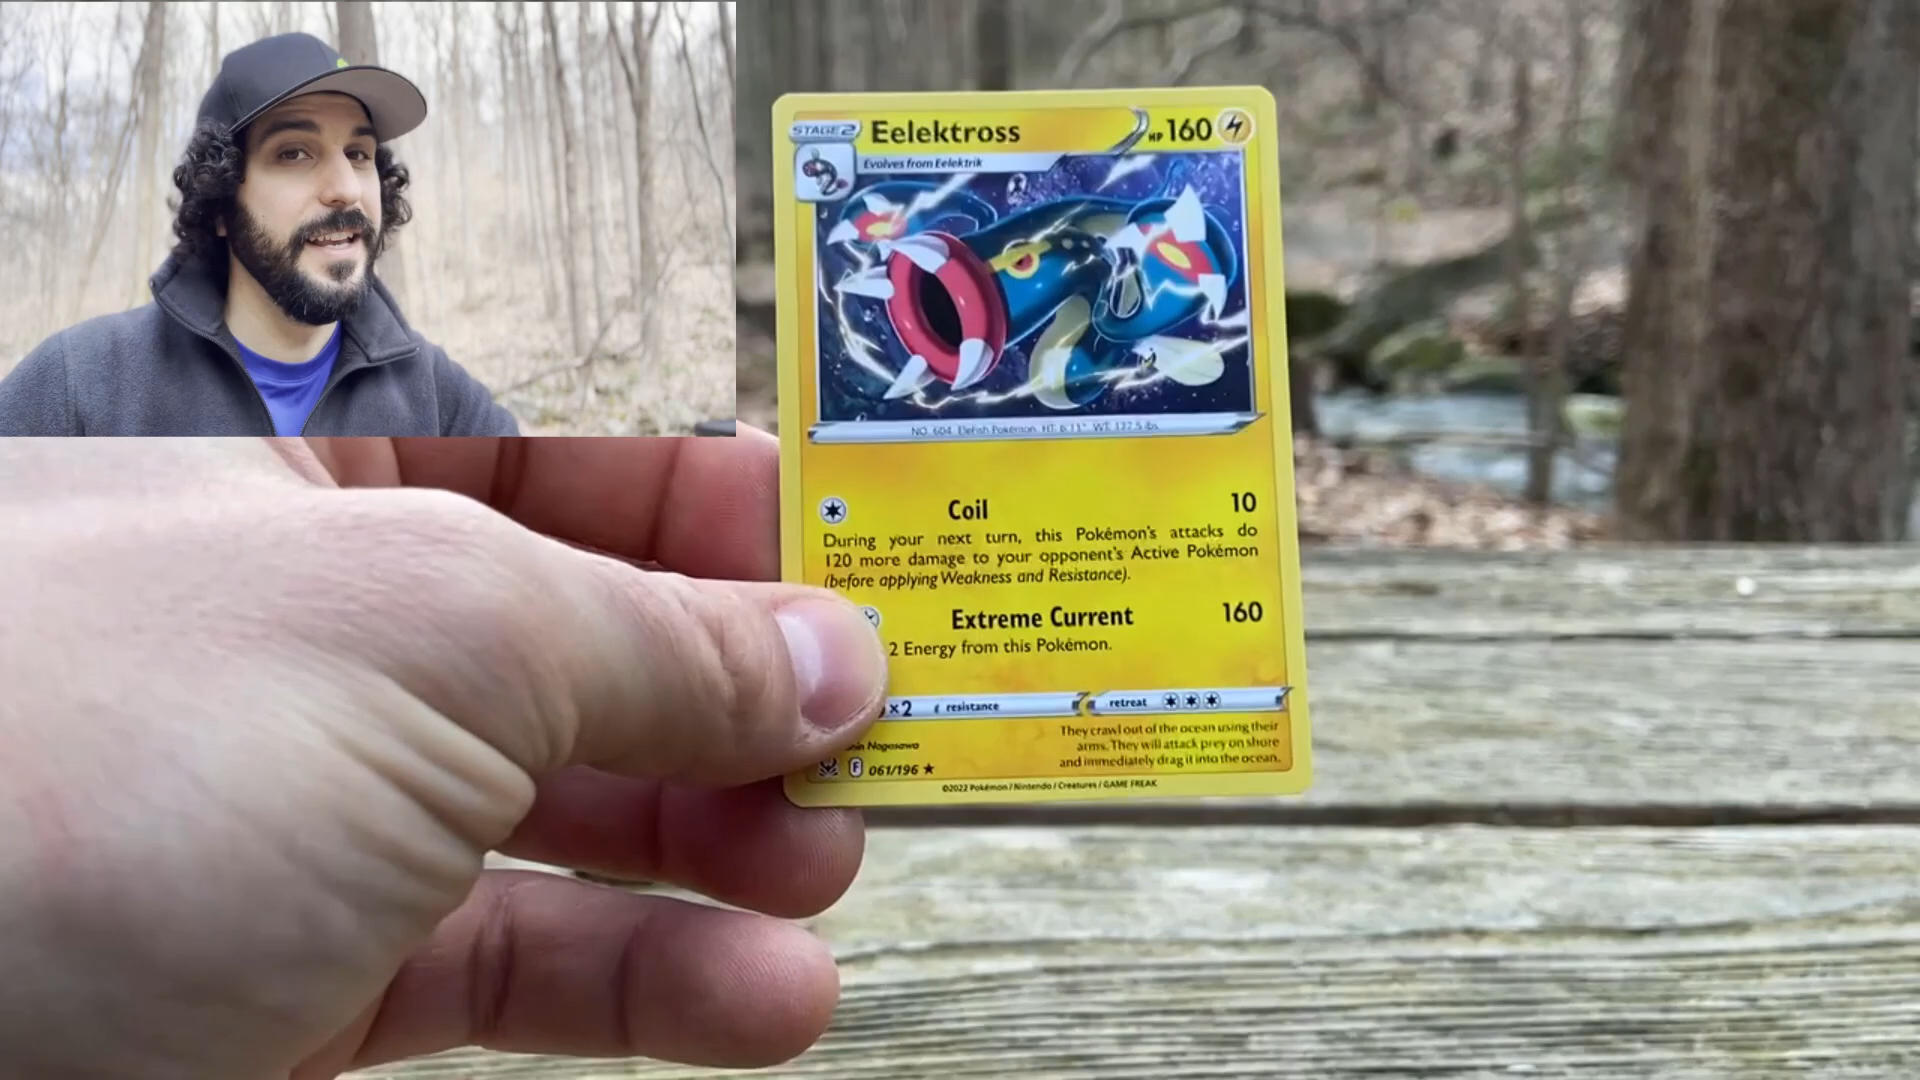 STAGE 2 Eelektross HP 160
Evolves from Eelektrik
NO. 604 EleFish Pokémon HT: 6'11" WT: 177.5 lbs.
Coil 10
During your next turn, this Pokémon's attacks do
120 more damage to your opponent's Active Pokémon
(before applying Weakness and Resistance).
Extreme Current 160
2 Energy from this Pokémon.
×2 resistance retreat
They crawl out of the ocean using their
arms. They will attack prey on shore
and immediately drag it into the ocean.
Nagasawa
F 061/196 ★
©2022 Pokémon / Nintendo / Creatures / GAME FREAK